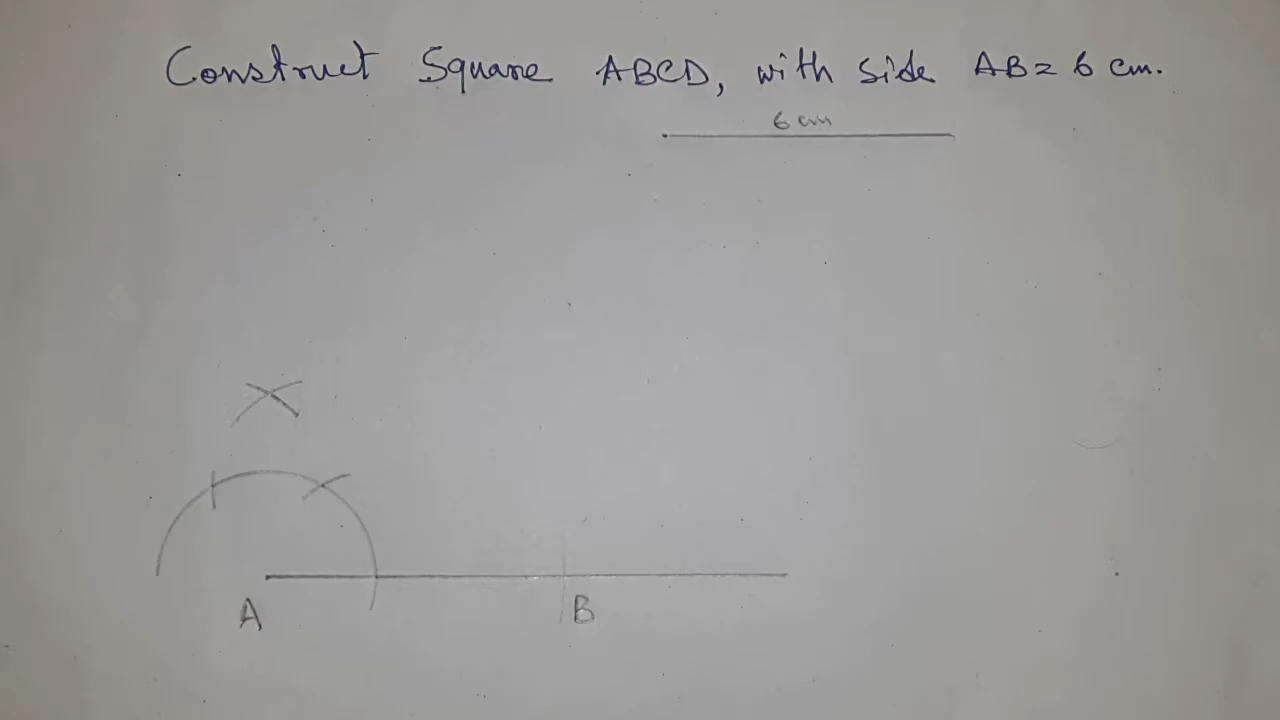 Construct Square ABCD, with side AB = 6 cm.
6 cm
A B